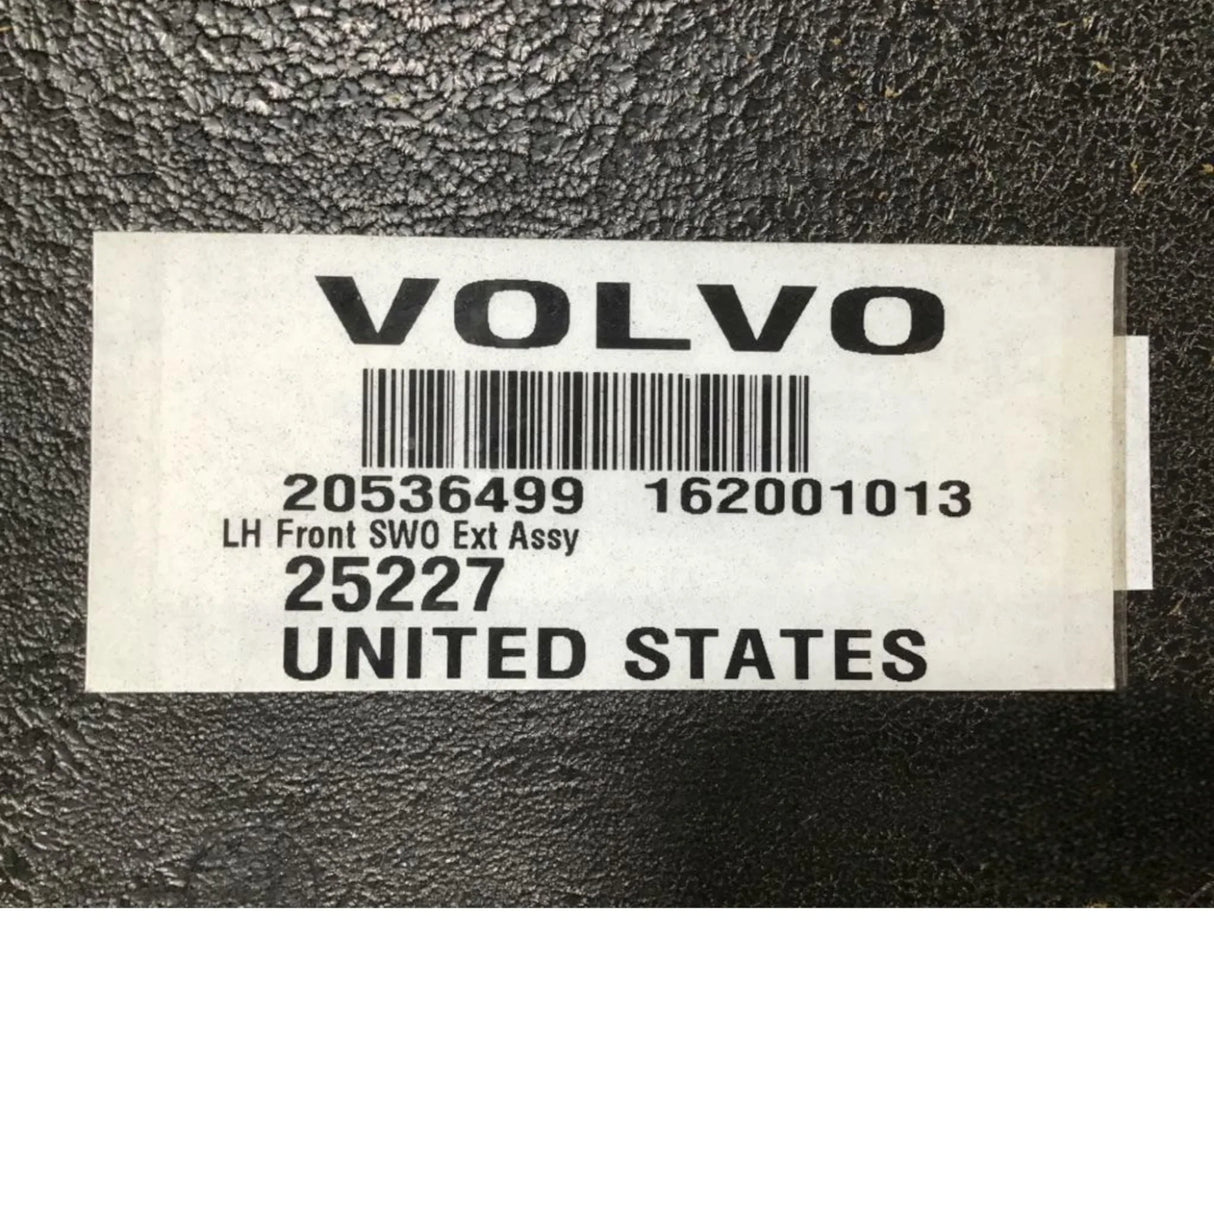 VOLVO
20536499 162001013
LH Front SWO Ext Assy
25227
UNITED STATES